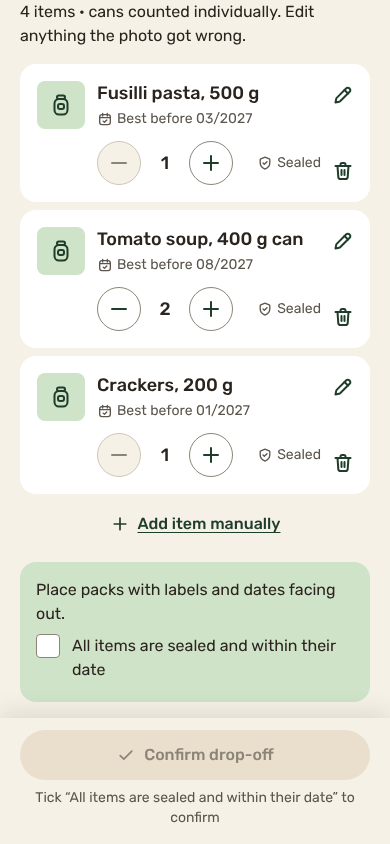 4 items • cans counted individually. Edit
anything the photo got wrong.
Fusilli pasta, 500 g
Best before 03/2027
1
Sealed
Tomato soup, 400 g can
Best before 08/2027
2
Sealed
Crackers, 200 g
Best before 01/2027
1
Sealed
Add item manually
Place packs with labels and dates facing
out.
All items are sealed and within their
date
Confirm drop-off
Tick “All items are sealed and within their date” to
confirm